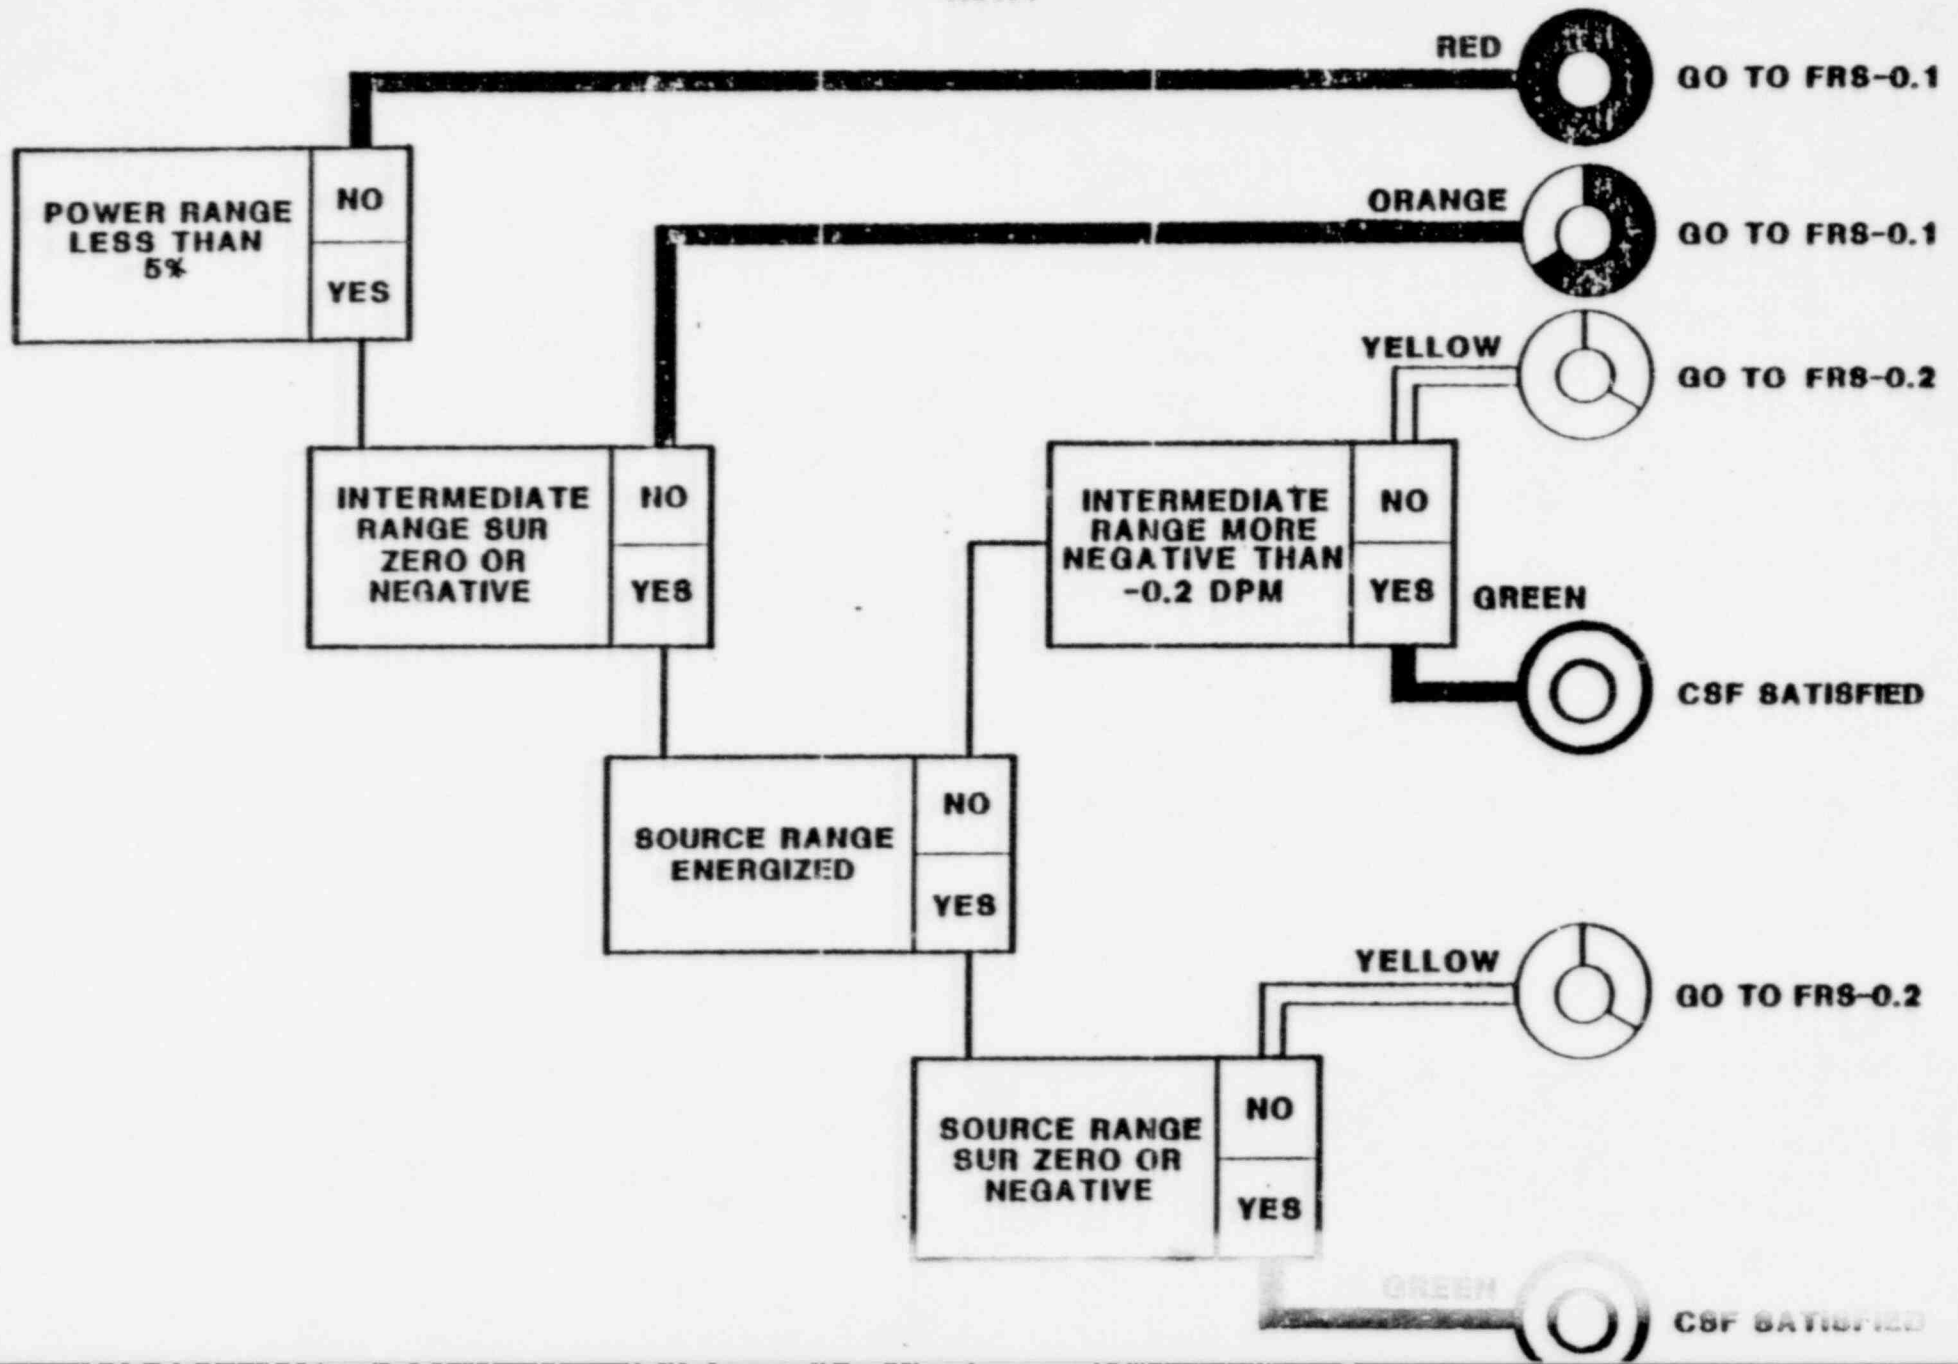 RED
GO TO FRS-0.1
POWER RANGE
LESS THAN
5%
NO
YES
ORANGE
GO TO FRS-0.1
YELLOW
GO TO FRS-0.2
INTERMEDIATE
RANGE SUR
ZERO OR
NEGATIVE
NO
YES
INTERMEDIATE
RANGE MORE
NEGATIVE THAN
-0.2 DPM
NO
YES
GREEN
CSF SATISFIED
SOURCE RANGE
ENERGIZED
NO
YES
YELLOW
GO TO FRS-0.2
SOURCE RANGE
SUR ZERO OR
NEGATIVE
NO
YES
GREEN
CSF SATISFIED